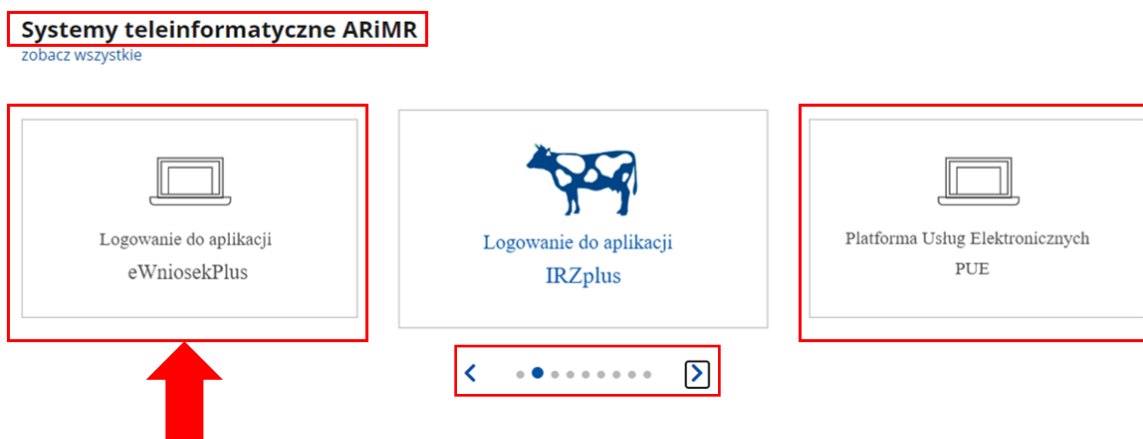 Systemy teleinformatyczne ARiMR
zobacz wszystkie
Logowanie do aplikacji
eWniosekPlus
Logowanie do aplikacji
IRZplus
Platforma Usług Elektronicznych
PUE